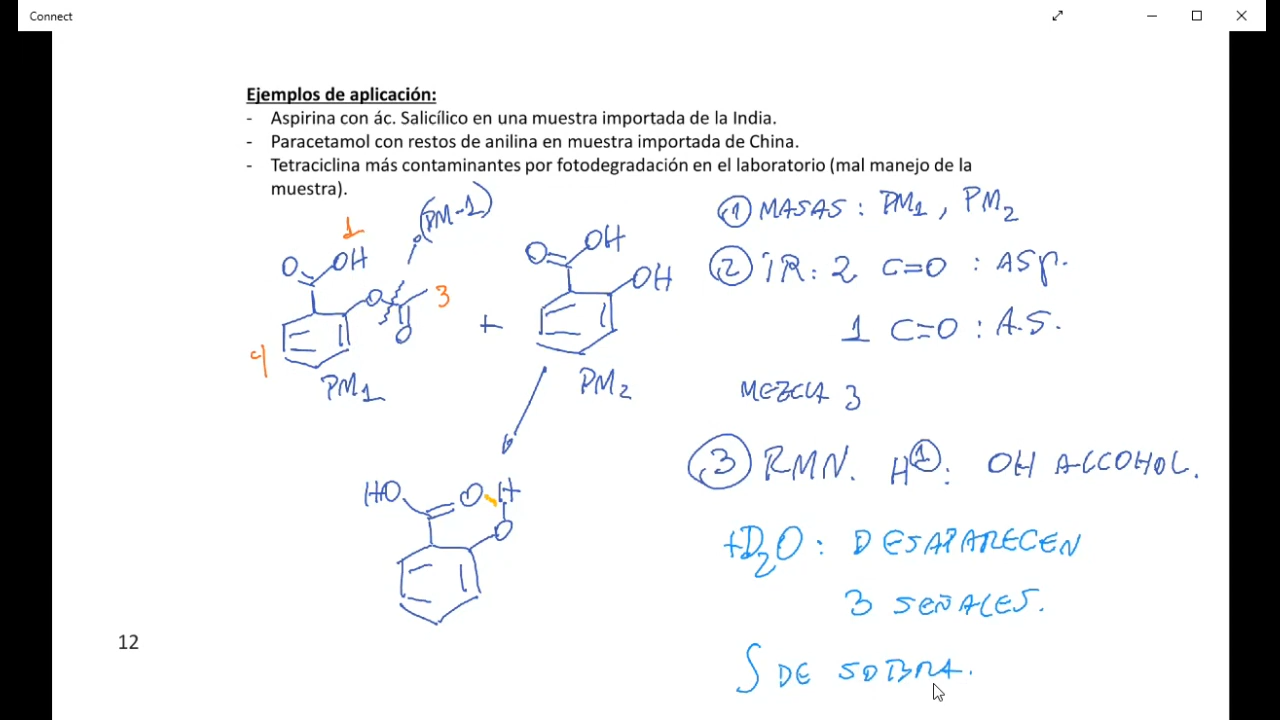 Connect
Ejemplos de aplicación:
- Aspirina con ác. Salicílico en una muestra importada de la India.
- Paracetamol con restos de anilina en muestra importada de China.
- Tetraciclina más contaminantes por fotodegradación en el laboratorio (mal manejo de la
muestra).
(PM-1)
1
O OH
O 3
O
4
PM1
+
O OH
OH
PM2
HO O H
O
① MASAS : PM1 , PM2
② IR : 2 C=O : ASP.
1 C=O : A.S.
MEZCLA 3
③ RMN. H① : OH ALCOHOL.
+D2O : DESAPARECEN
3 SEÑALES.
∫ DE SOBRA.
12